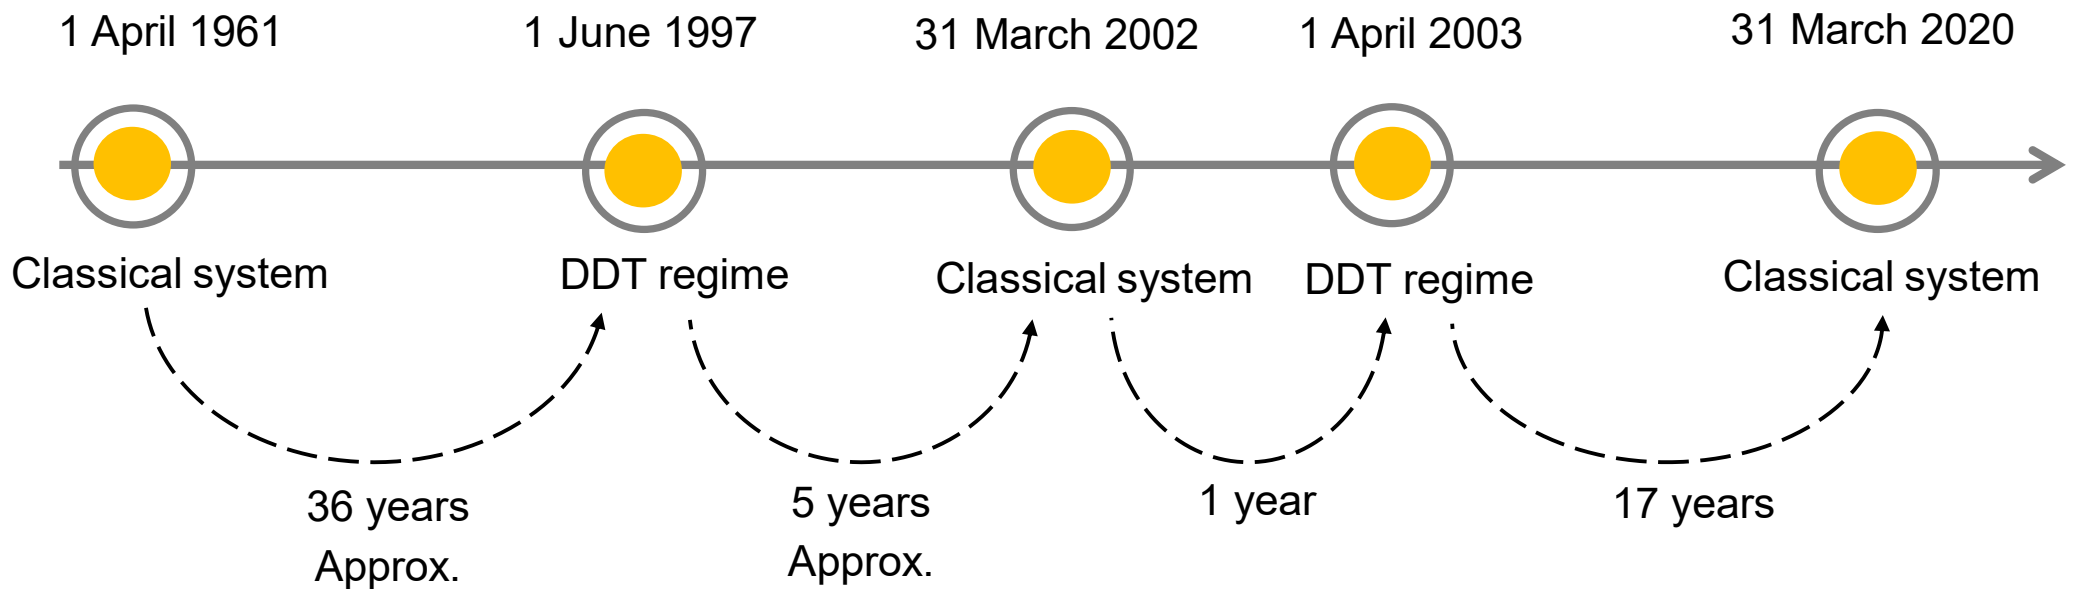 1 April 1961
1 June 1997
31 March 2002
1 April 2003
31 March 2020
Classical system
DDT regime
Classical system
DDT regime
Classical system
36 years
Approx.
5 years
Approx.
1 year
17 years